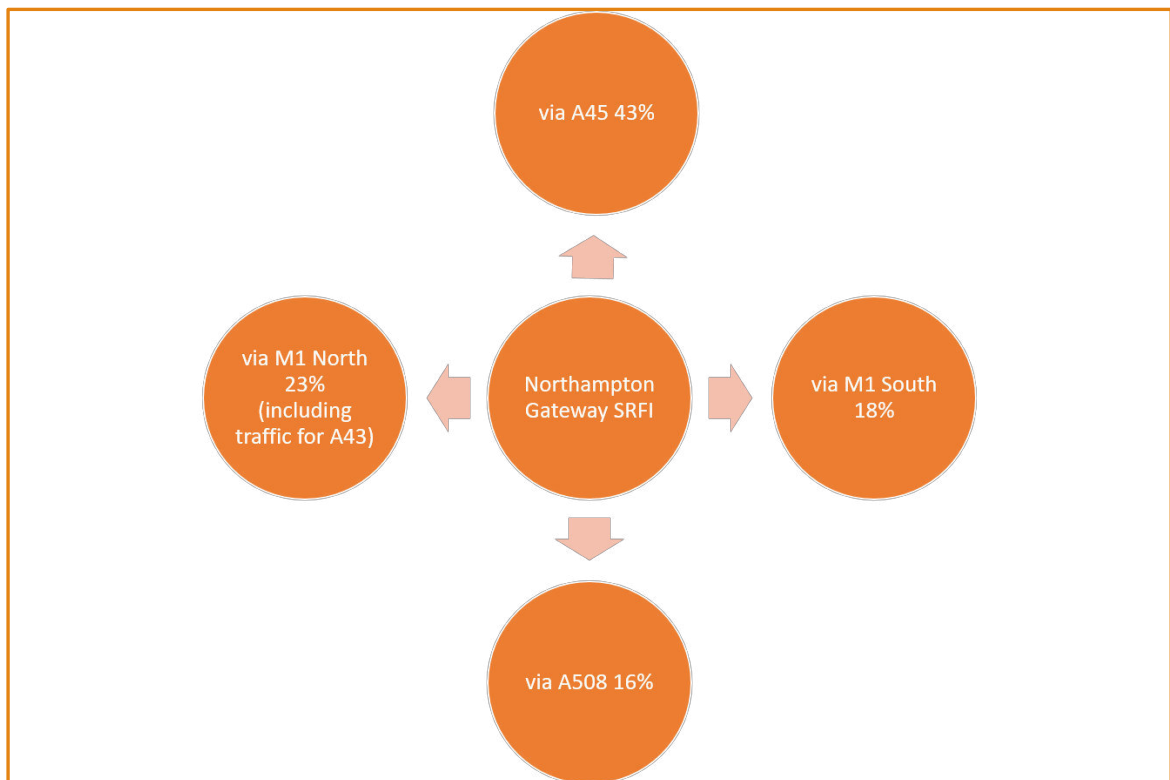 via A45 43%
via M1 North
23%
(including
traffic for A43)
Northampton
Gateway SRFI
via M1 South
18%
via A508 16%